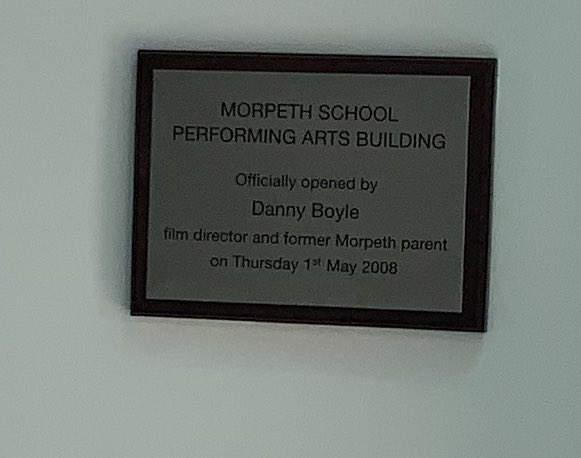 MORPETH SCHOOL
PERFORMING ARTS BUILDING
Officially opened by
Danny Boyle
film director and former Morpeth parent
on Thursday 1st May 2008